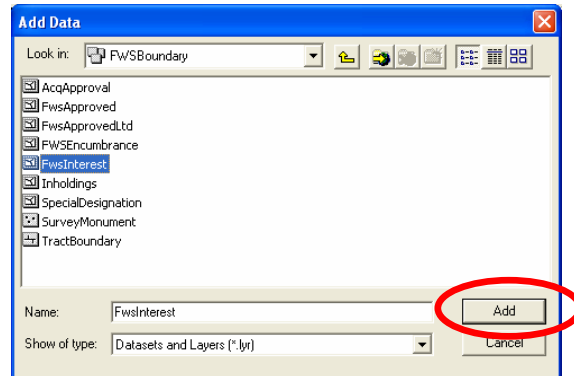 Add Data
Look in: FWSBoundary
AcqApproval
FwsApproved
FwsApprovedLtd
FWSEncumbrance
FwsInterest
Inholdings
SpecialDesignation
SurveyMonument
TractBoundary
Name: FwsInterest Add
Show of type: Datasets and Layers (*.lyr) Cancel